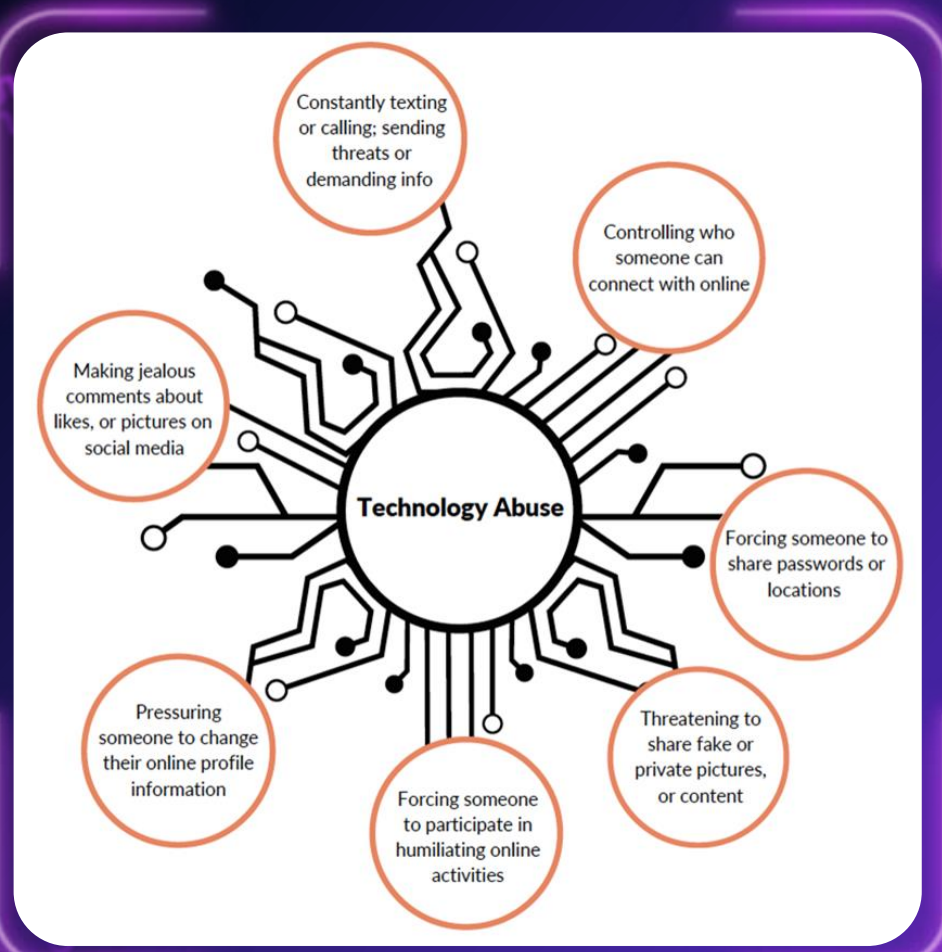 Constantly texting
or calling; sending
threats or
demanding info
Controlling who
someone can
connect with online
Making jealous
comments about
likes, or pictures on
social media
Technology Abuse
Forcing someone to
share passwords or
locations
Pressuring
someone to change
their online profile
information
Threatening to
share fake or
private pictures,
or content
Forcing someone
to participate in
humiliating online
activities